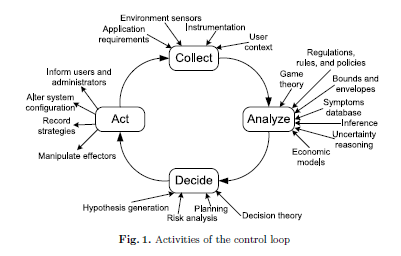 Environment sensors
Application
requirements
Instrumentation
User
context
Collect
Regulations,
rules, and policies
Game
theory
Bounds and
envelopes
Symptoms
database
Inference
Uncertainty
reasoning
Economic
models
Analyze
Inform users and
administrators
Alter system
configuration
Record
strategies
Manipulate effectors
Act
Decide
Hypothesis generation
Risk analysis
Planning
Decision theory
Fig. 1. Activities of the control loop